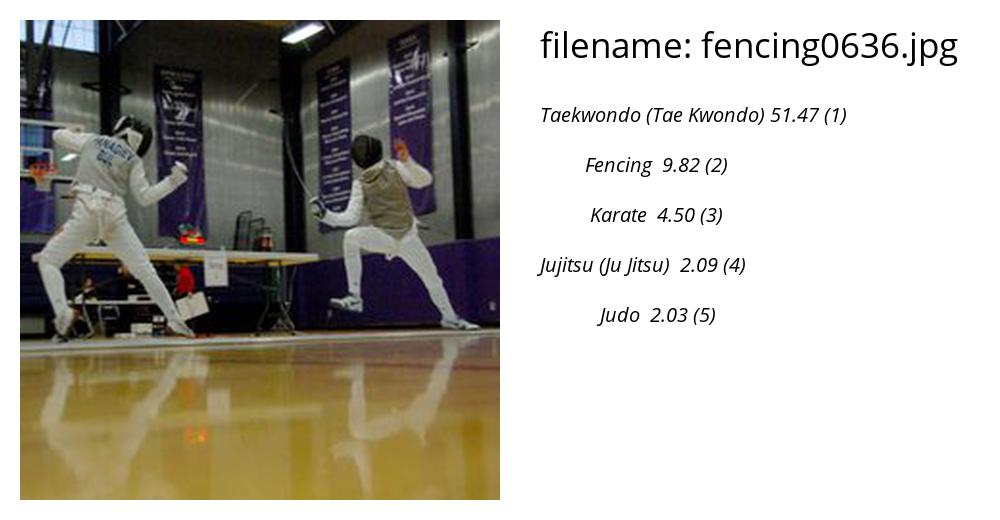 filename: fencing0636.jpg
Taekwondo (Tae Kwondo) 51.47 (1)
Fencing 9.82 (2)
Karate 4.50 (3)
Jujitsu (Ju Jitsu) 2.09 (4)
Judo 2.03 (5)